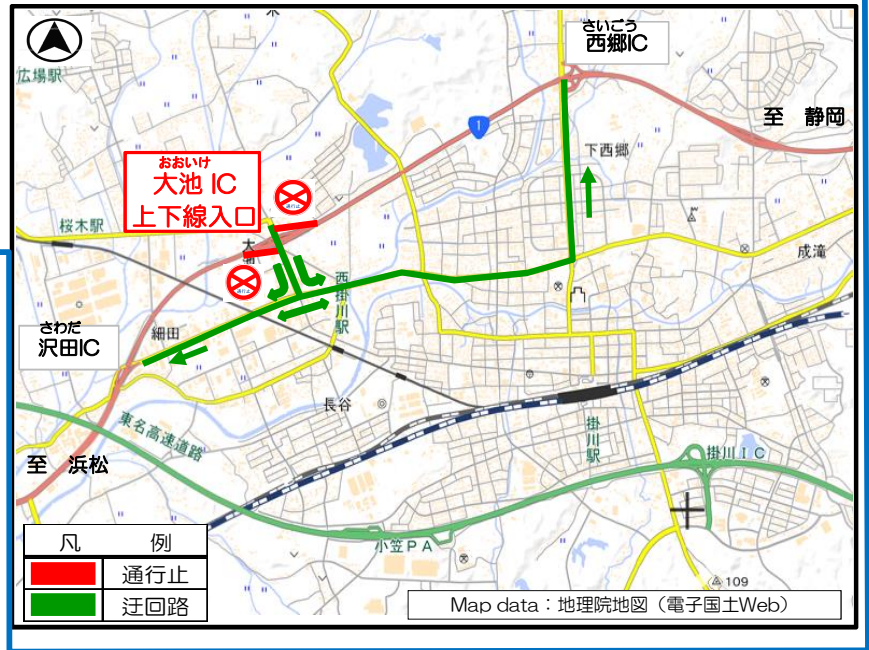 さいごう
西郷IC
広場駅
1
至 静岡
下西郷
おおいけ
大池 IC
上下線入口
桜木駅
成滝
西掛川駅
さわだ
沢田IC
細田
長谷
東名高速道路
掛川駅
掛川IC
至 浜松
小笠PA
凡 例
通行止
迂回路
109
Map data：地理院地図（電子国土Web）